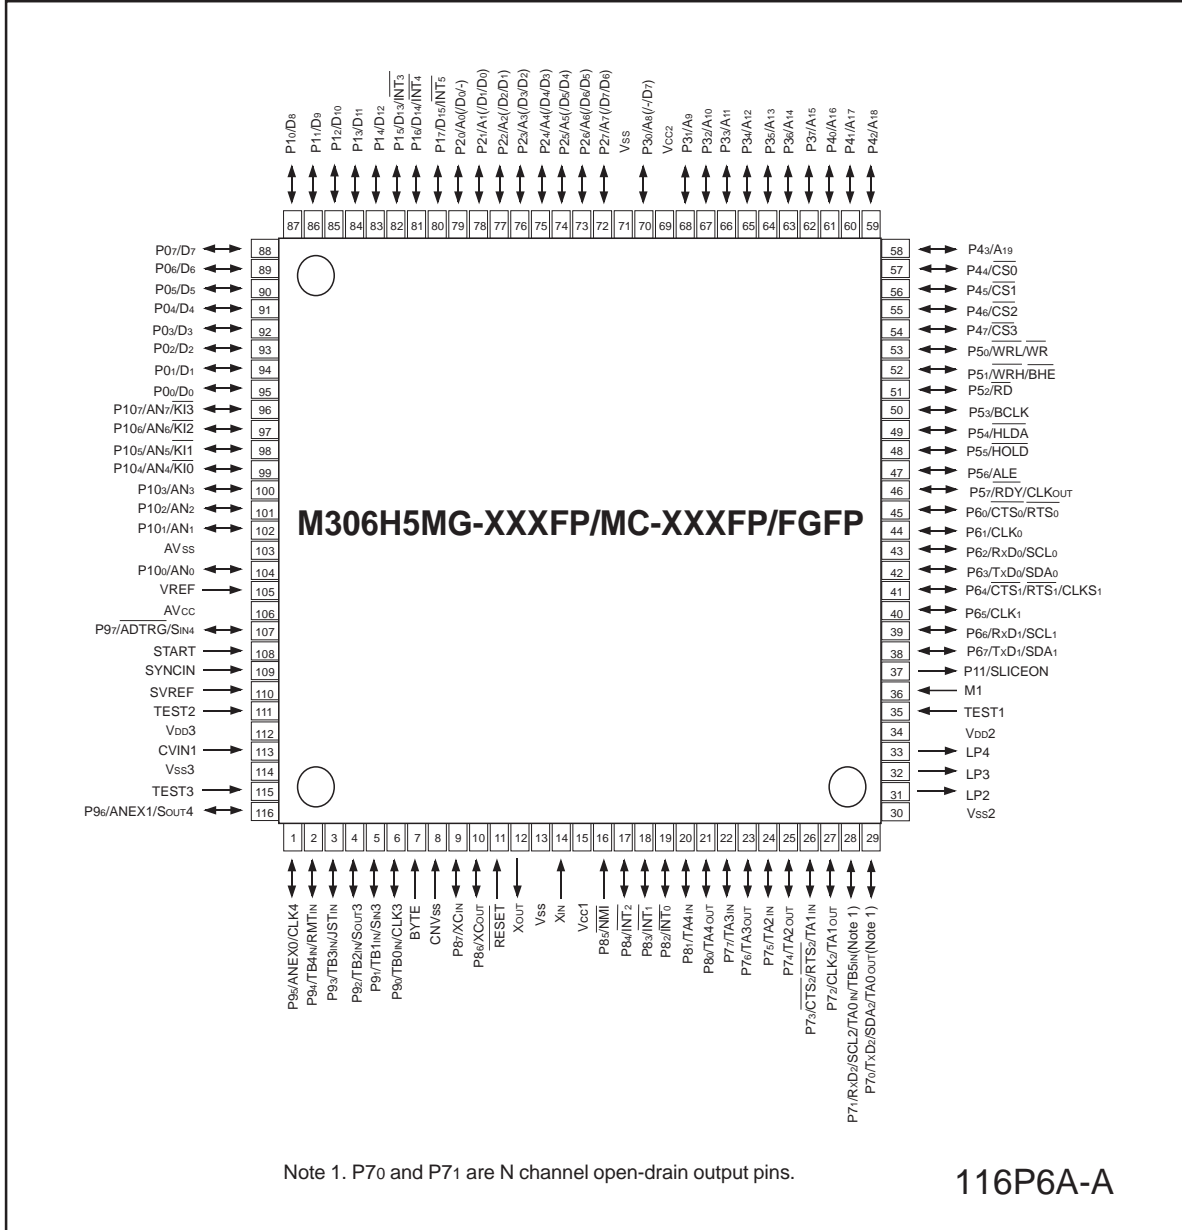 P10/D8
P11/D9
P12/D10
P13/D11
P14/D12
P15/D13/INT3
P16/D14/INT4
P17/D15/INT5
P20/A0(/D0/-)
P21/A1(/D1/D0)
P22/A2(/D2/D1)
P23/A3(/D3/D2)
P24/A4(/D4/D3)
P25/A5(/D5/D4)
P26/A6(/D6/D5)
P27/A7(/D7/D6)
Vss
P30/A8(/-/D7)
VCC2
P31/A9
P32/A10
P33/A11
P34/A12
P35/A13
P36/A14
P37/A15
P40/A16
P41/A17
P42/A18
87 86 85 84 83 82 81 80 79 78 77 76 75 74 73 72 71 70 69 68 67 66 65 64 63 62 61 60 59
P07/D7 88
P06/D6 89
P05/D5 90
P04/D4 91
P03/D3 92
P02/D2 93
P01/D1 94
P00/D0 95
P107/AN7/KI3 96
P106/AN6/KI2 97
P105/AN5/KI1 98
P104/AN4/KI0 99
P103/AN3 100
P102/AN2 101
P101/AN1 102
AVss 103
P100/AN0 104
VREF 105
AVcc 106
P97/ADTRG/SIN4 107
START 108
SYNCIN 109
SVREF 110
TEST2 111
VDD3 112
CVIN1 113
Vss3 114
TEST3 115
P96/ANEX1/SOUT4 116
M306H5MG-XXXFP/MC-XXXFP/FGFP
58 P43/A19
57 P44/CS0
56 P45/CS1
55 P46/CS2
54 P47/CS3
53 P50/WRL/WR
52 P51/WRH/BHE
51 P52/RD
50 P53/BCLK
49 P54/HLDA
48 P55/HOLD
47 P56/ALE
46 P57/RDY/CLKOUT
45 P60/CTS0/RTS0
44 P61/CLK0
43 P62/RxD0/SCL0
42 P63/TxD0/SDA0
41 P64/CTS1/RTS1/CLKS1
40 P65/CLK1
39 P66/RxD1/SCL1
38 P67/TxD1/SDA1
37 P11/SLICEON
36 M1
35 TEST1
34 VDD2
33 LP4
32 LP3
31 LP2
30 Vss2
1 2 3 4 5 6 7 8 9 10 11 12 13 14 15 16 17 18 19 20 21 22 23 24 25 26 27 28 29
P95/ANEX0/CLK4
P94/TB4IN/RMTIN
P93/TB3IN/JSTIN
P92/TB2IN/SOUT3
P91/TB1IN/SIN3
P90/TB0IN/CLK3
BYTE
CNVss
P87/XCIN
P86/XCOUT
RESET
XOUT
Vss
XIN
Vcc1
P85/NMI
P84/INT2
P83/INT1
P82/INT0
P81/TA4IN
P80/TA4OUT
P77/TA3IN
P76/TA3OUT
P75/TA2IN
P74/TA2OUT
P73/CTS2/RTS2/TA1IN
P72/CLK2/TA1OUT
P71/RxD2/SCL2/TA0IN/TB5IN(Note 1)
P70/TxD2/SDA2/TA0OUT(Note 1)
Note 1. P70 and P71 are N channel open-drain output pins.
116P6A-A